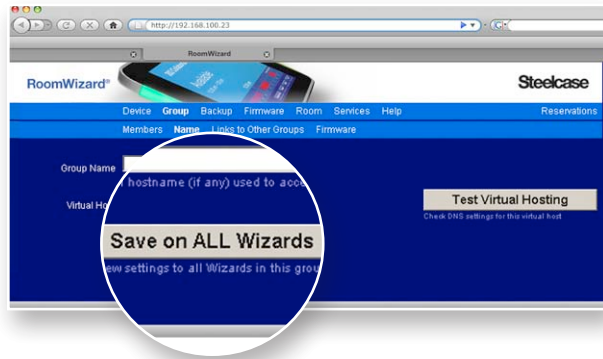 http://192.168.100.23
RoomWizard
RoomWizard®
Steelcase
Device Group Backup Firmware Room Services Help Reservations
Members Name Links to Other Groups Firmware
Group Name
hostname (if any) used to acce
Virtual Ho
Test Virtual Hosting
Check DNS settings for this virtual host
Save on ALL Wizards
ew settings to all Wizards in this grou